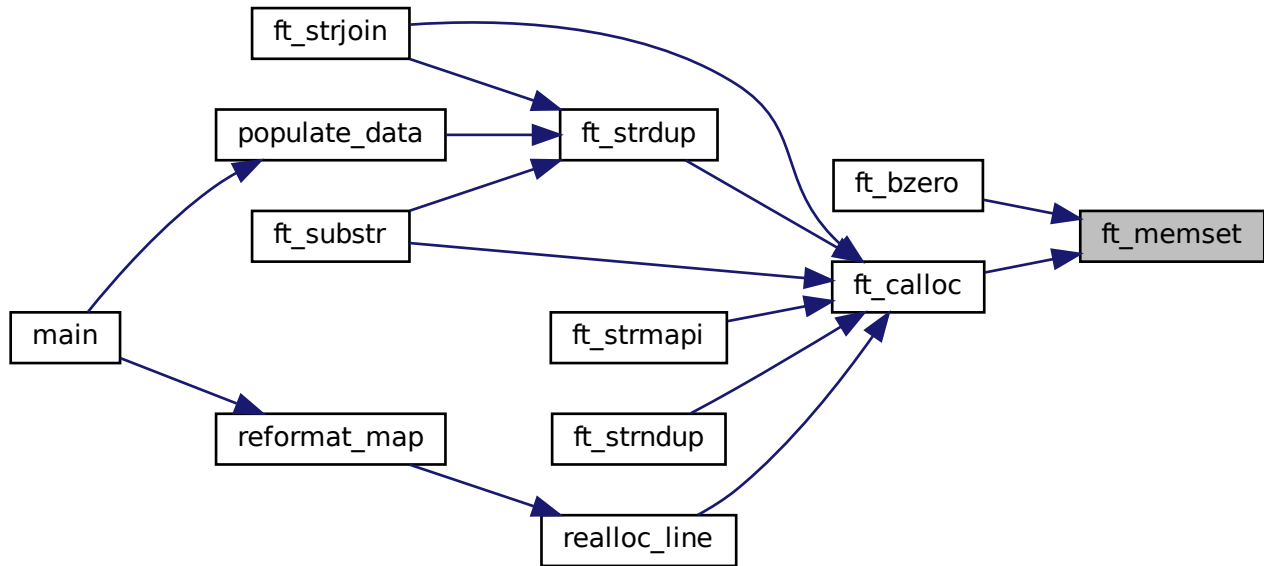 ft_strjoin
populate_data
ft_strdup
ft_bzero
ft_substr
ft_memset
ft_calloc
main
ft_strmapi
reformat_map
ft_strndup
realloc_line